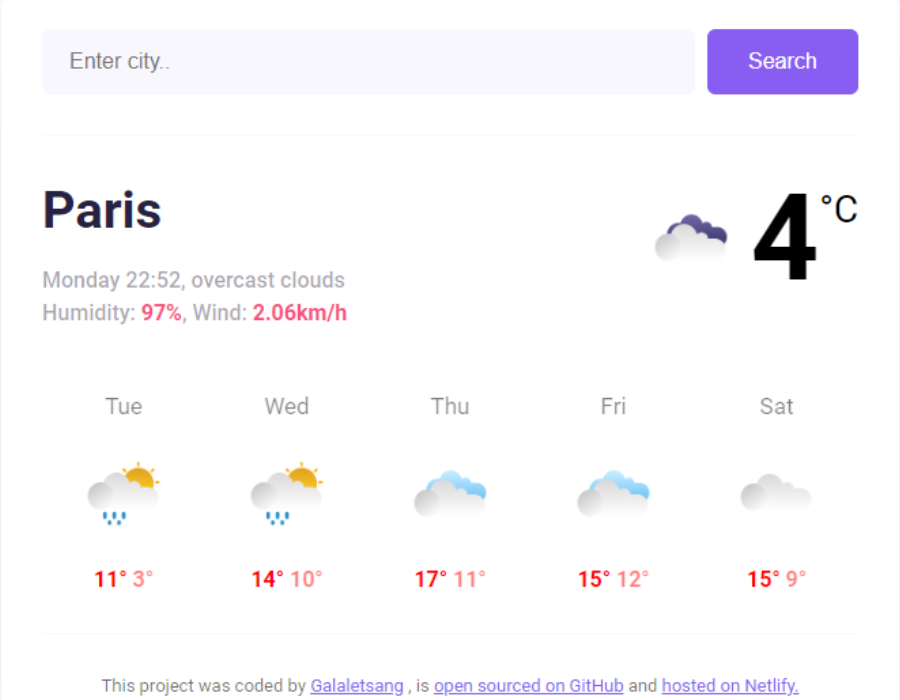 Enter city..
Search
Paris
4 °C
Monday 22:52, overcast clouds
Humidity: 97%, Wind: 2.06km/h
Tue Wed Thu Fri Sat
11° 3° 14° 10° 17° 11° 15° 12° 15° 9°
This project was coded by Galaletsang , is open sourced on GitHub and hosted on Netlify.